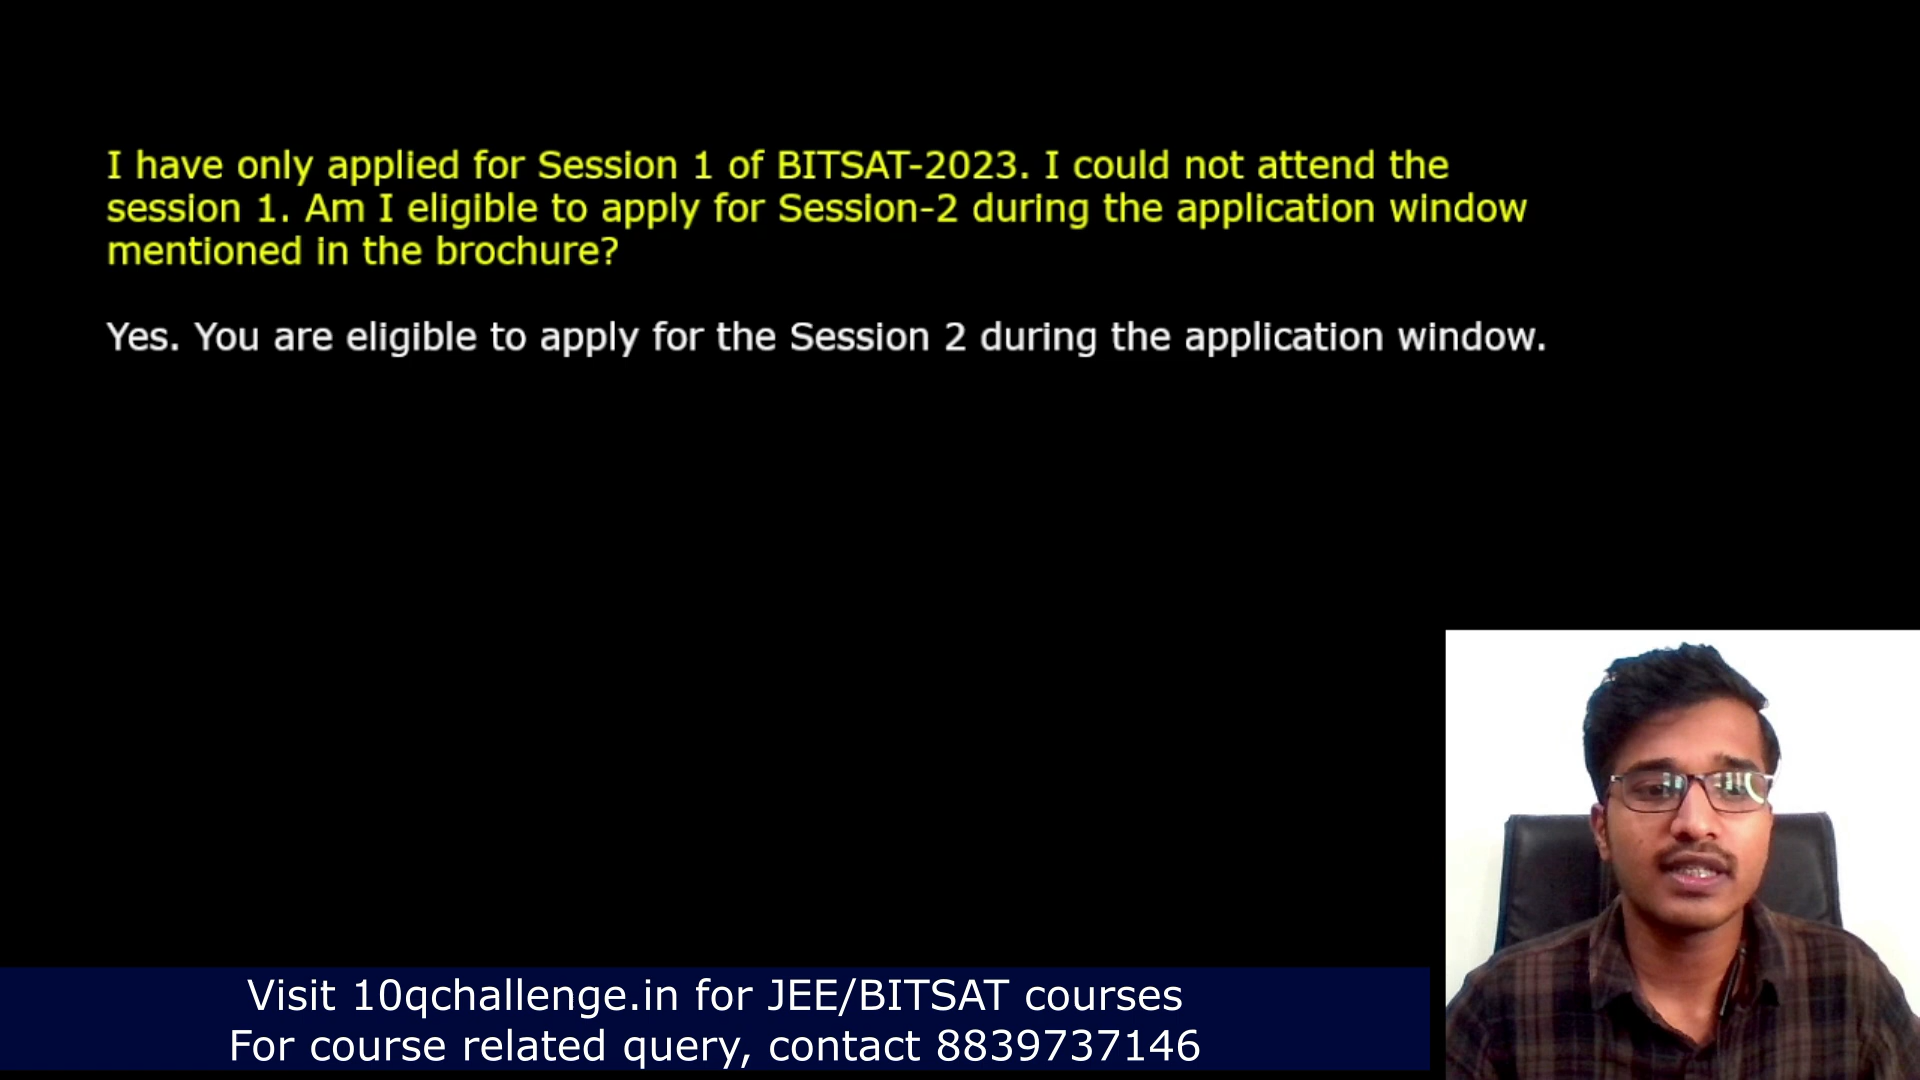 I have only applied for Session 1 of BITSAT-2023. I could not attend the
session 1. Am I eligible to apply for Session-2 during the application window
mentioned in the brochure?
Yes. You are eligible to apply for the Session 2 during the application window.
Visit 10qchallenge.in for JEE/BITSAT courses
For course related query, contact 8839737146